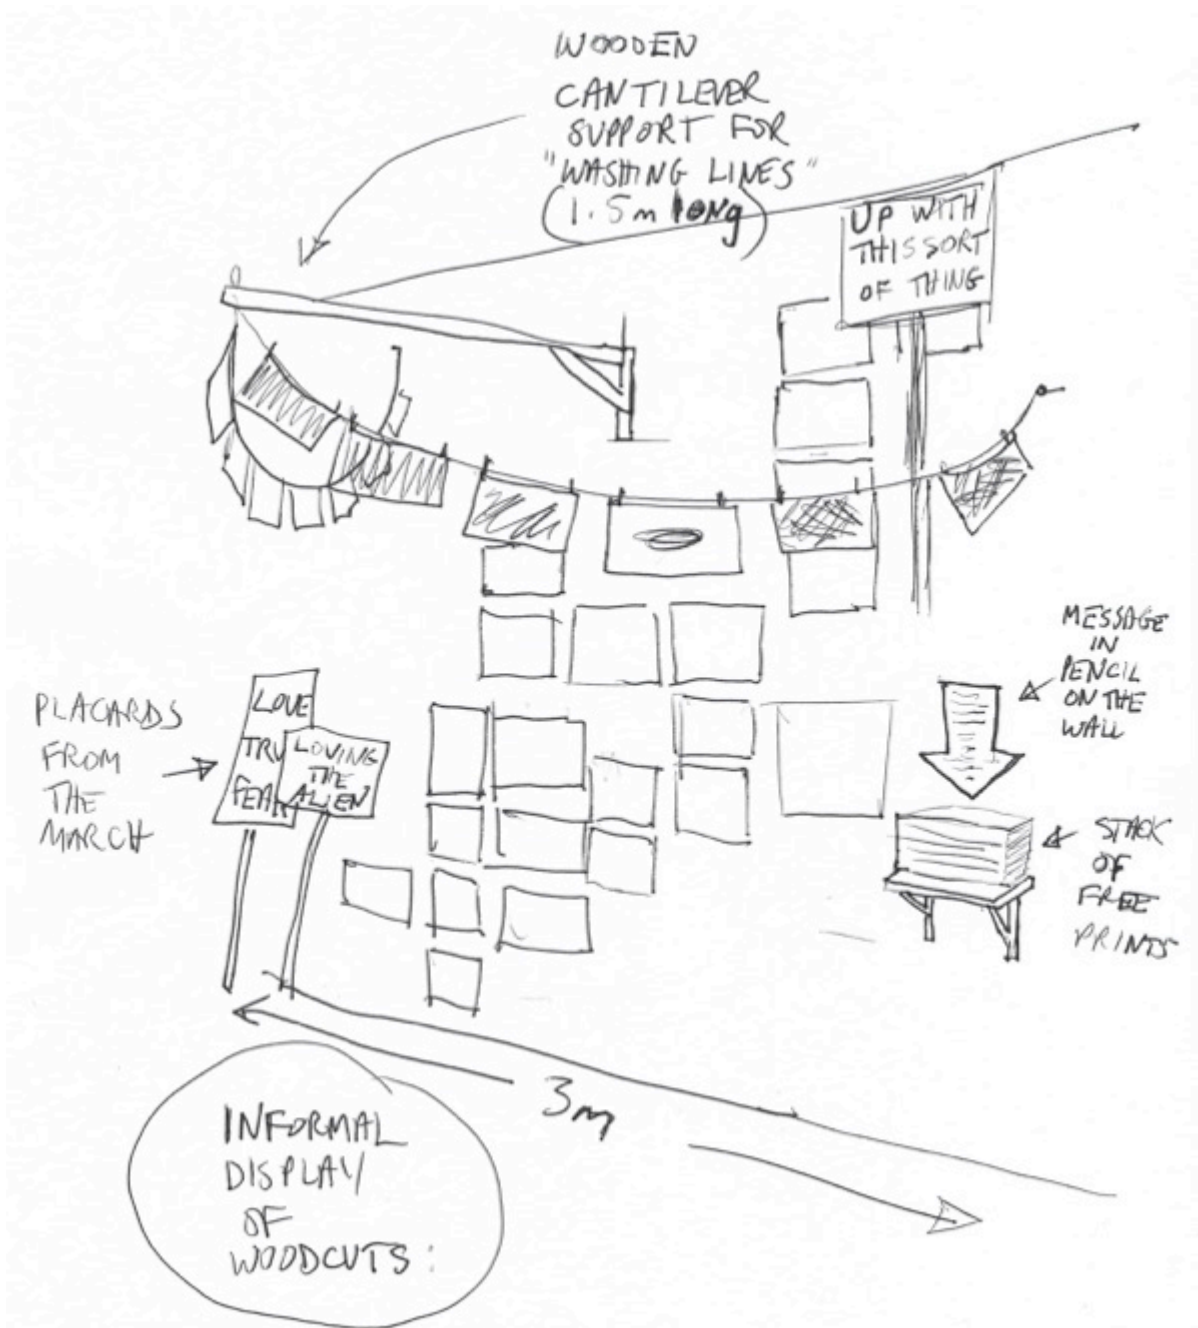 WOODEN
CANTILEVER
SUPPORT FOR
"WASHING LINES"
(1.5m long)
UP WITH
THIS SORT
OF THING
MESSAGE
IN
PENCIL
ON THE
WALL
PLACARDS
FROM
THE
MARCH
LOVE
TRU
FEAR
LOVING
THE
ALIEN
STACK
OF
FREE
PRINTS
3m
INFORMAL
DISPLAY
OF
WOODCUTS: